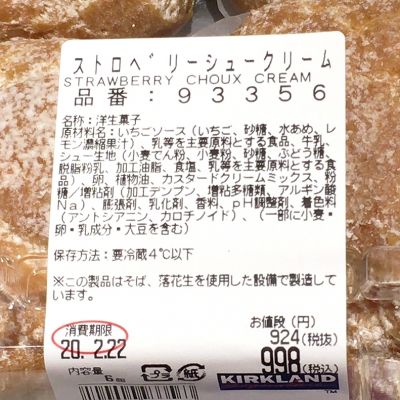 ストロベリーシュークリーム
STRAWBERRY CHOUX CREAM
品番:93356
名称:洋生菓子
原材料名:いちごソース(いちご、砂糖、水あめ、レ
モン濃縮果汁)、乳等を主要原料とする食品、牛乳、
シュー生地(小麦でん粉、小麦粉、砂糖、ぶどう糖、
脱脂粉乳、加工油脂、食塩、乳等を主要原料とする食
品)、卵、植物油、カスタードクリームミックス、粉
糖/増粘剤(加工デンプン、増粘多糖類、アルギン酸
Na)、膨張剤、乳化剤、香料、pH調整剤、着色料
(アントシアニン、カロチノイド)、(一部に小麦・
卵・乳成分・大豆を含む)
保存方法:要冷蔵4℃以下
※この製品はそば、落花生を使用した設備で製造して
います。
消費期限
20. 2.22
内容量
6個
お値段(円)
924(税抜)
998(税込)
KIRKLAND